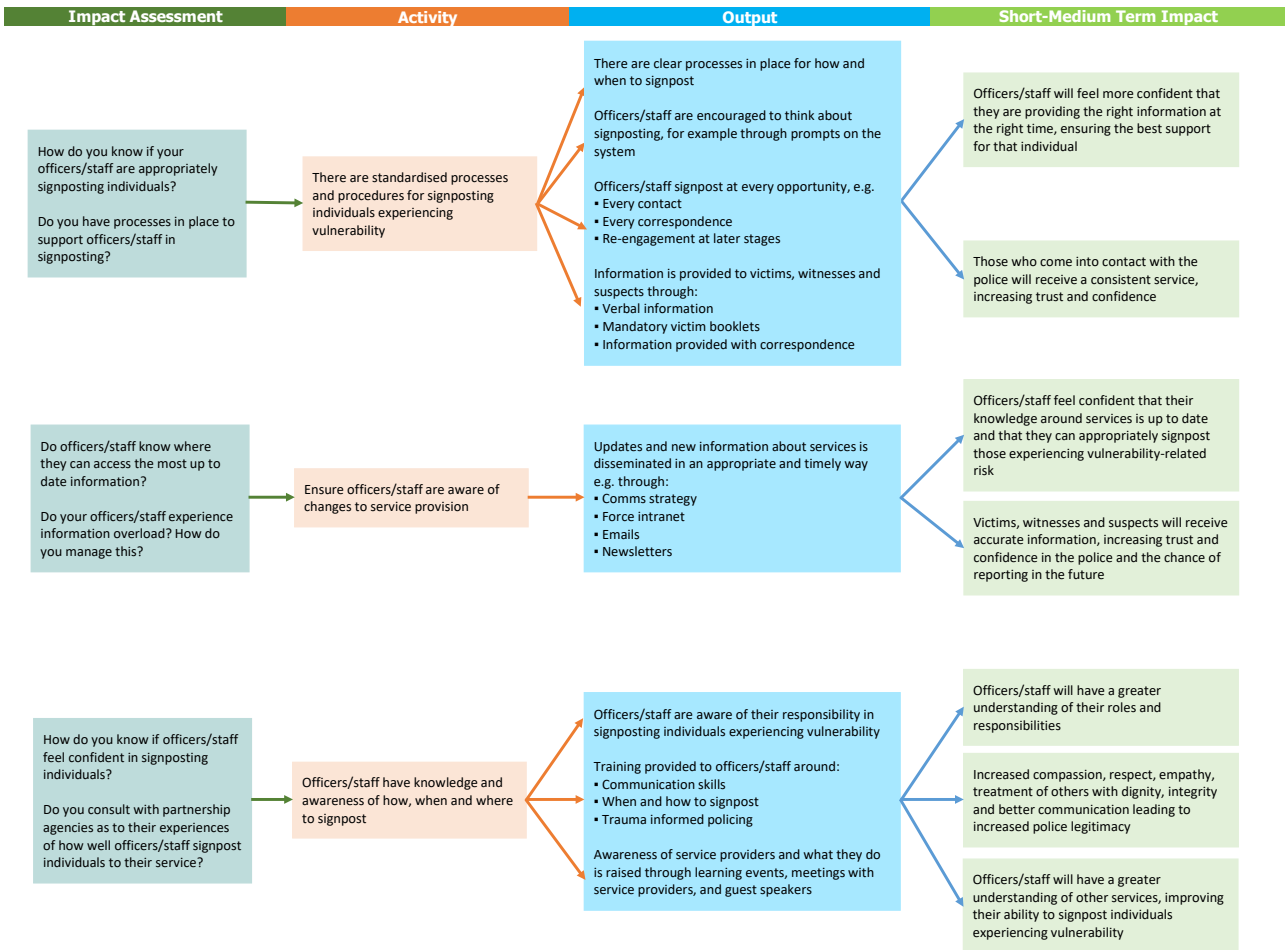 Impact Assessment
Activity
Output
Short-Medium Term Impact
How do you know if your
officers/staff are appropriately
signposting individuals?
Do you have processes in place to
support officers/staff in
signposting?
There are standardised processes
and procedures for signposting
individuals experiencing
vulnerability
There are clear processes in place for how and
when to signpost
Officers/staff are encouraged to think about
signposting, for example through prompts on the
system
Officers/staff signpost at every opportunity, e.g.
▪ Every contact
▪ Every correspondence
▪ Re-engagement at later stages
Information is provided to victims, witnesses and
suspects through:
▪ Verbal information
▪ Mandatory victim booklets
▪ Information provided with correspondence
Officers/staff will feel more confident that
they are providing the right information at
the right time, ensuring the best support
for that individual
Those who come into contact with the
police will receive a consistent service,
increasing trust and confidence
Do officers/staff know where
they can access the most up to
date information?
Do your officers/staff experience
information overload? How do
you manage this?
Ensure officers/staff are aware of
changes to service provision
Updates and new information about services is
disseminated in an appropriate and timely way
e.g. through:
▪ Comms strategy
▪ Force intranet
▪ Emails
▪ Newsletters
Officers/staff feel confident that their
knowledge around services is up to date
and that they can appropriately signpost
those experiencing vulnerability-related
risk
Victims, witnesses and suspects will receive
accurate information, increasing trust and
confidence in the police and the chance of
reporting in the future
How do you know if officers/staff
feel confident in signposting
individuals?
Do you consult with partnership
agencies as to their experiences
of how well officers/staff signpost
individuals to their service?
Officers/staff have knowledge and
awareness of how, when and where
to signpost
Officers/staff are aware of their responsibility in
signposting individuals experiencing vulnerability
Training provided to officers/staff around:
▪ Communication skills
▪ When and how to signpost
▪ Trauma informed policing
Awareness of service providers and what they do
is raised through learning events, meetings with
service providers, and guest speakers
Officers/staff will have a greater
understanding of their roles and
responsibilities
Increased compassion, respect, empathy,
treatment of others with dignity, integrity
and better communication leading to
increased police legitimacy
Officers/staff will have a greater
understanding of other services, improving
their ability to signpost individuals
experiencing vulnerability